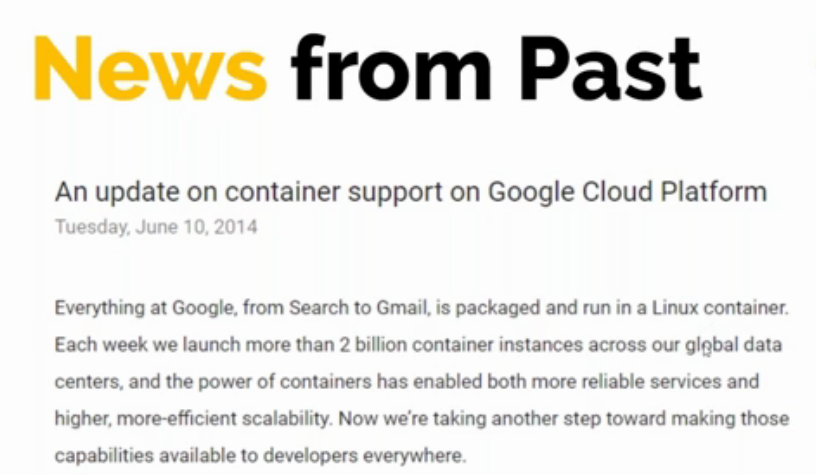 News from Past
An update on container support on Google Cloud Platform
Tuesday, June 10, 2014
Everything at Google, from Search to Gmail, is packaged and run in a Linux container.
Each week we launch more than 2 billion container instances across our global data
centers, and the power of containers has enabled both more reliable services and
higher, more-efficient scalability. Now we're taking another step toward making those
capabilities available to developers everywhere.